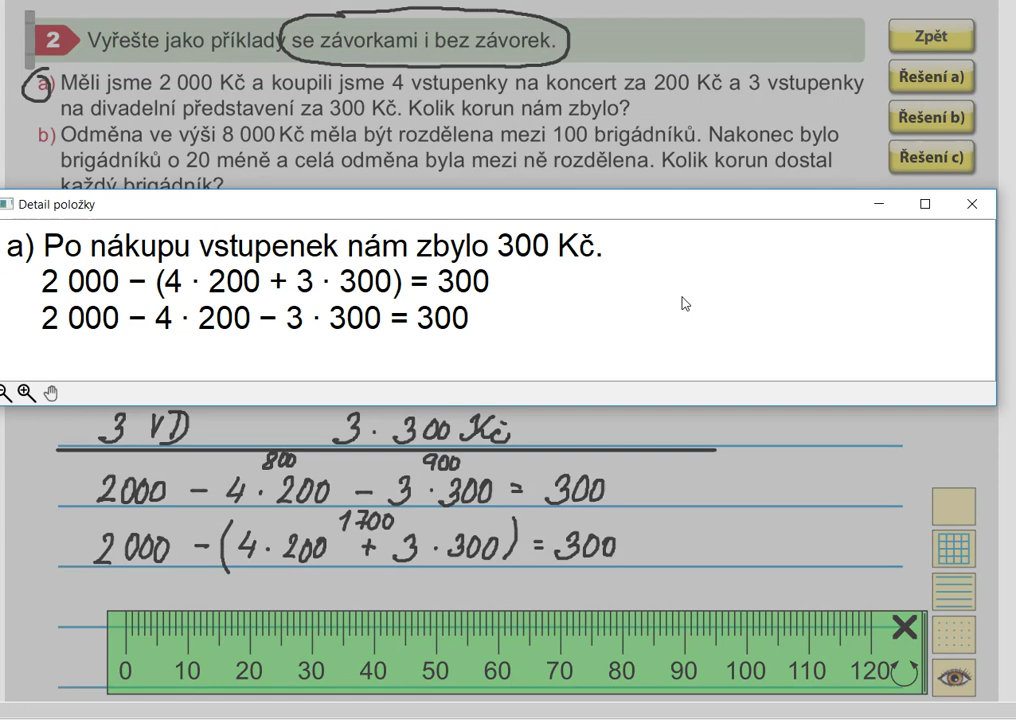 2 Vyřešte jako příklady se závorkami i bez závorek.
Zpět
a) Měli jsme 2 000 Kč a koupili jsme 4 vstupenky na koncert za 200 Kč a 3 vstupenky
na divadelní představení za 300 Kč. Kolik korun nám zbylo?
Řešení a)
b) Odměna ve výši 8 000 Kč měla být rozdělena mezi 100 brigádníků. Nakonec bylo
brigádníků o 20 méně a celá odměna byla mezi ně rozdělena. Kolik korun dostal
každý brigádník?
Řešení b)
Řešení c)
Detail položky
a) Po nákupu vstupenek nám zbylo 300 Kč.
2 000 − (4 · 200 + 3 · 300) = 300
2 000 − 4 · 200 − 3 · 300 = 300
3 VD 3 · 300 Kč
800 900
2000 − 4 · 200 − 3 · 300 = 300
1700
2 000 − (4 · 200 + 3 · 300) = 300
0 10 20 30 40 50 60 70 80 90 100 110 120